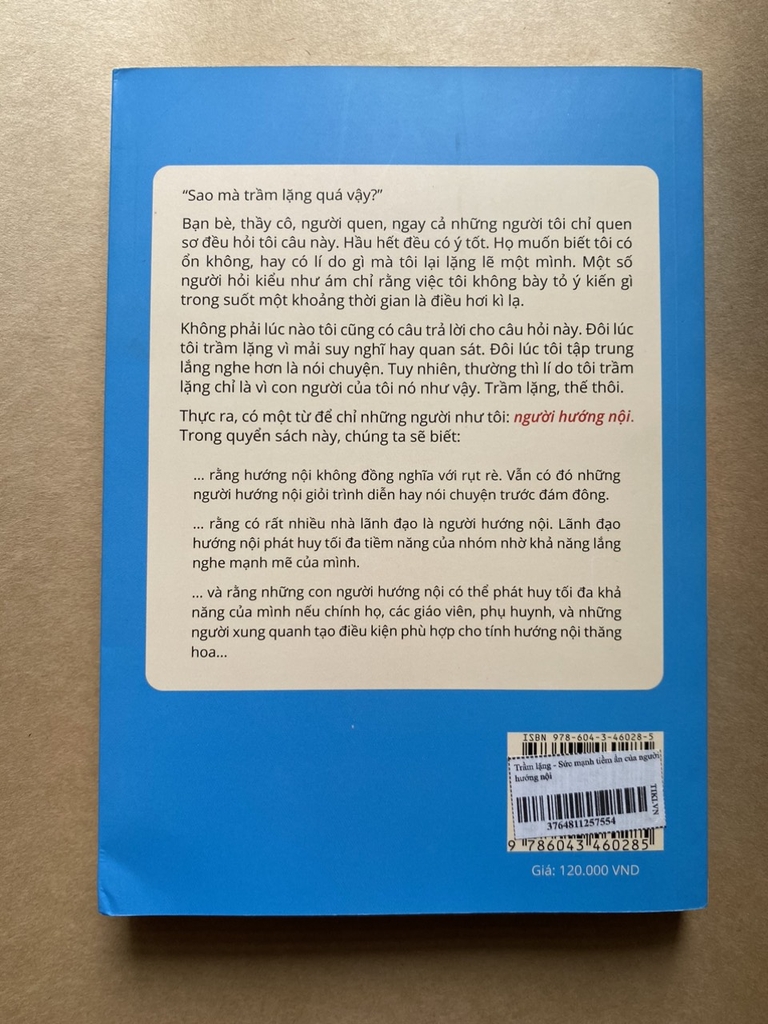 “Sao mà trầm lặng quá vậy?”
Bạn bè, thầy cô, người quen, ngay cả những người tôi chỉ quen
sơ đều hỏi tôi câu này. Hầu hết đều có ý tốt. Họ muốn biết tôi có
ổn không, hay có lí do gì mà tôi lại lặng lẽ một mình. Một số
người hỏi kiểu như ám chỉ rằng việc tôi không bày tỏ ý kiến gì
trong suốt một khoảng thời gian là điều hơi kì lạ.
Không phải lúc nào tôi cũng có câu trả lời cho câu hỏi này. Đôi lúc
tôi trầm lặng vì mải suy nghĩ hay quan sát. Đôi lúc tôi tập trung
lắng nghe hơn là nói chuyện. Tuy nhiên, thường thì lí do tôi trầm
lặng chỉ là vì con người của tôi nó như vậy. Trầm lặng, thế thôi.
Thực ra, có một từ để chỉ những người như tôi: người hướng nội.
Trong quyển sách này, chúng ta sẽ biết:
... rằng hướng nội không đồng nghĩa với rụt rè. Vẫn có đó những
người hướng nội giỏi trình diễn hay nói chuyện trước đám đông.
... rằng có rất nhiều nhà lãnh đạo là người hướng nội. Lãnh đạo
hướng nội phát huy tối đa tiềm năng của nhóm nhờ khả năng lắng
nghe mạnh mẽ của mình.
... và rằng những con người hướng nội có thể phát huy tối đa khả
năng của mình nếu chính họ, các giáo viên, phụ huynh, và những
người xung quanh tạo điều kiện phù hợp cho tính hướng nội thăng
hoa...
ISBN 978-604-3-46028-5
Trầm lặng - Sức mạnh tiềm ẩn của người
hướng nội
TIKI.VN
3764811257554
9 786043 460285
Giá: 120.000 VND